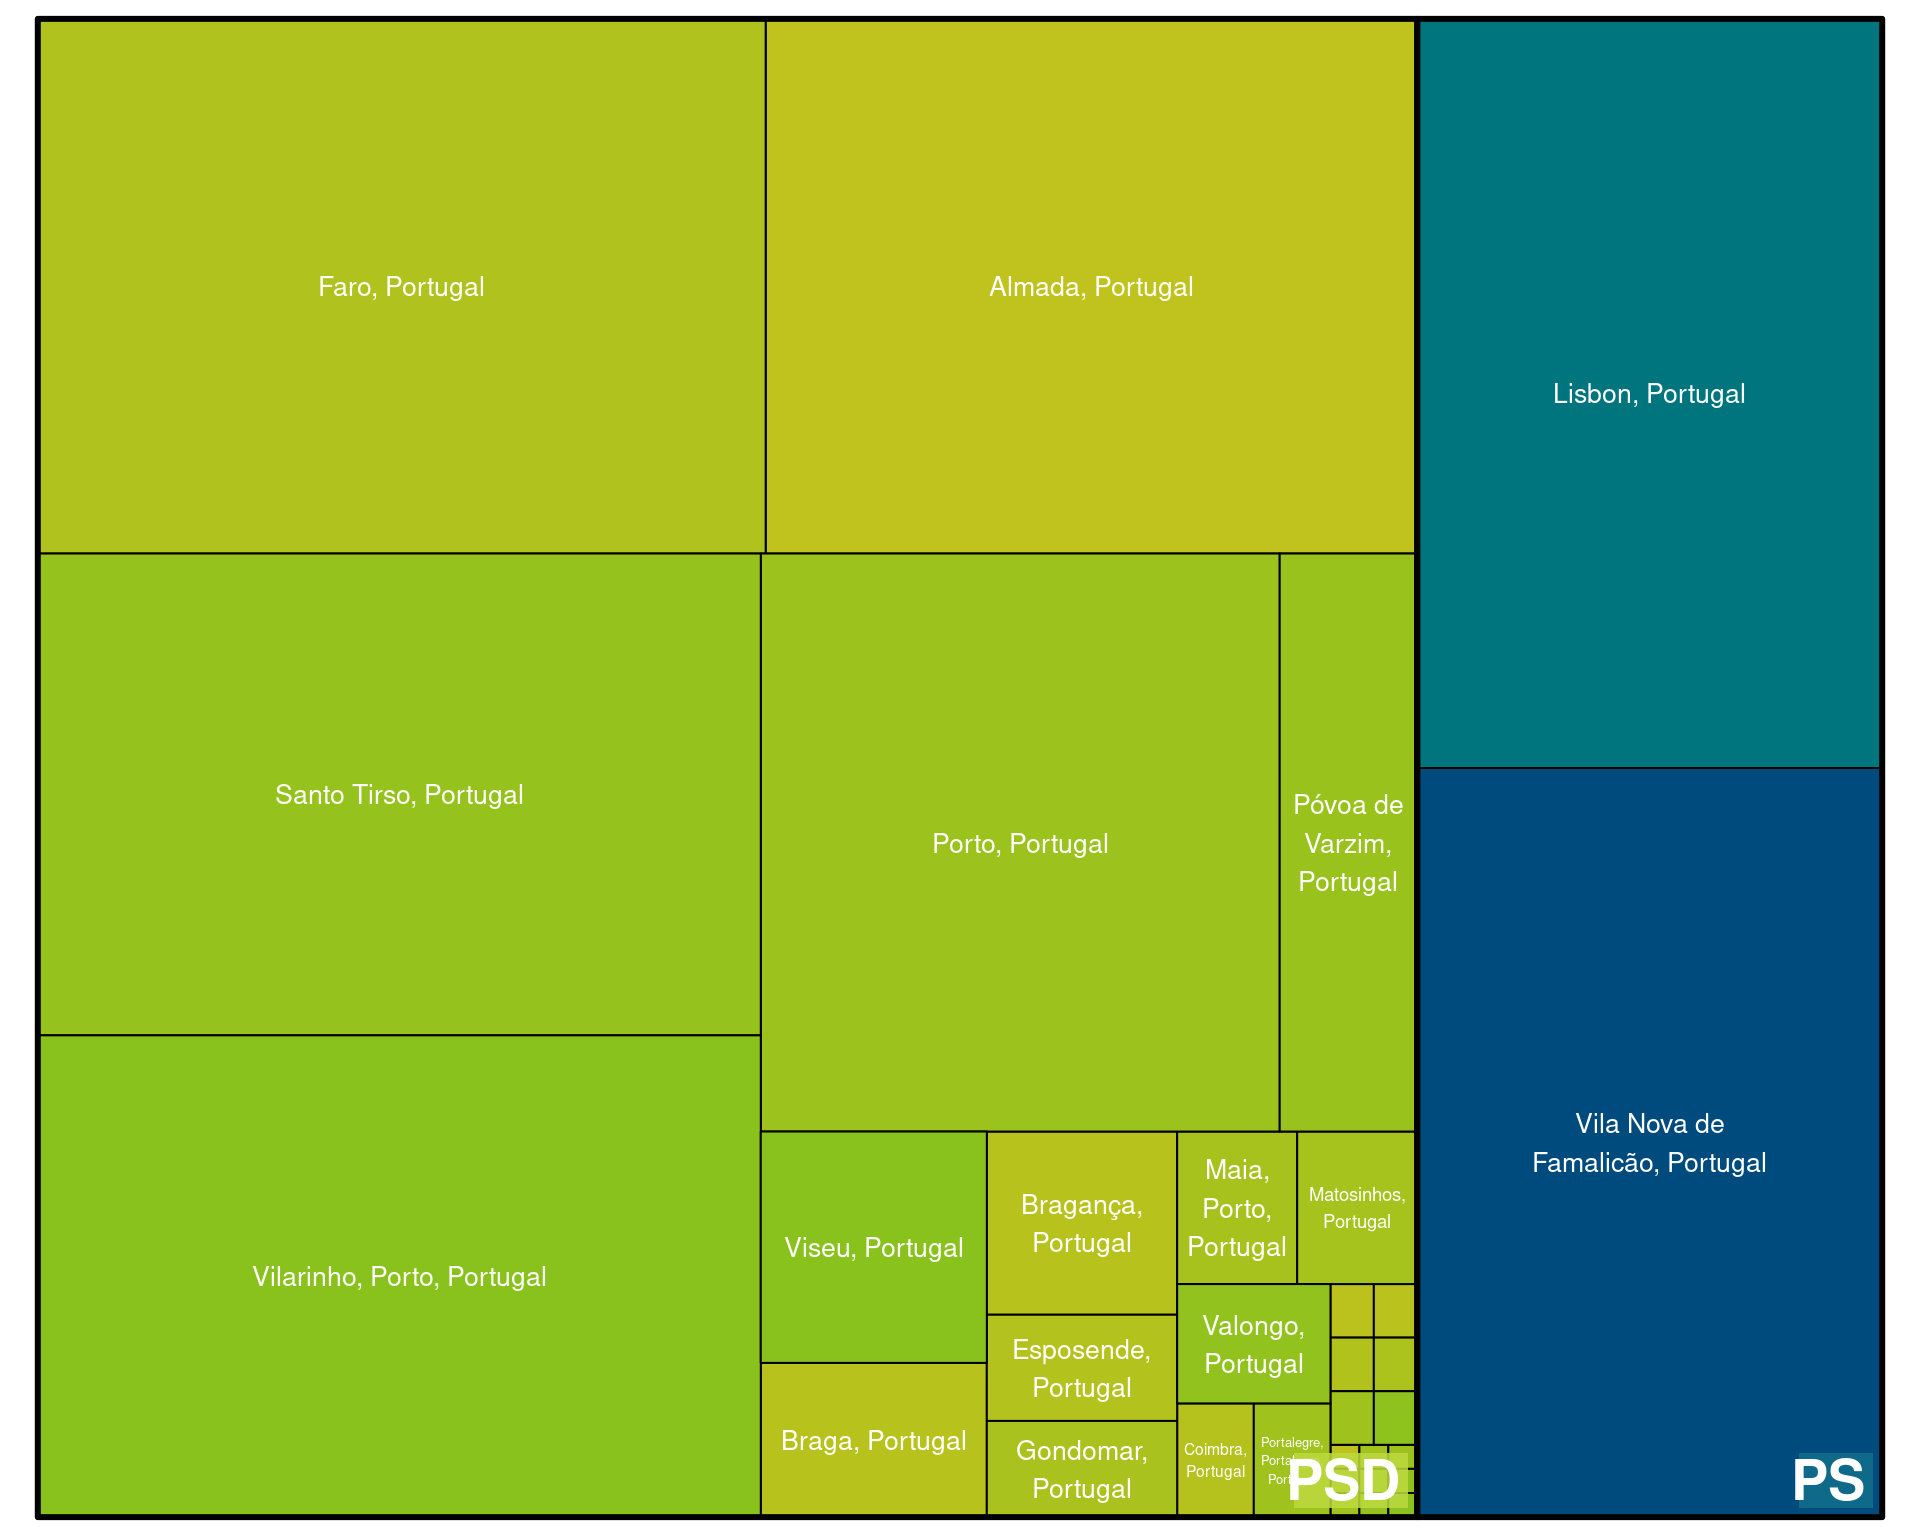 Faro, Portugal
Almada, Portugal
Lisbon, Portugal
Santo Tirso, Portugal
Porto, Portugal
Póvoa de
Varzim,
Portugal
Vila Nova de
Famalicão, Portugal
Vilarinho, Porto, Portugal
Viseu, Portugal
Bragança,
Portugal
Maia,
Porto,
Portugal
Matosinhos,
Portugal
Valongo,
Portugal
Esposende,
Portugal
Braga, Portugal
Gondomar,
Portugal
Coimbra,
Portugal
Portalegre,
PSD
PS